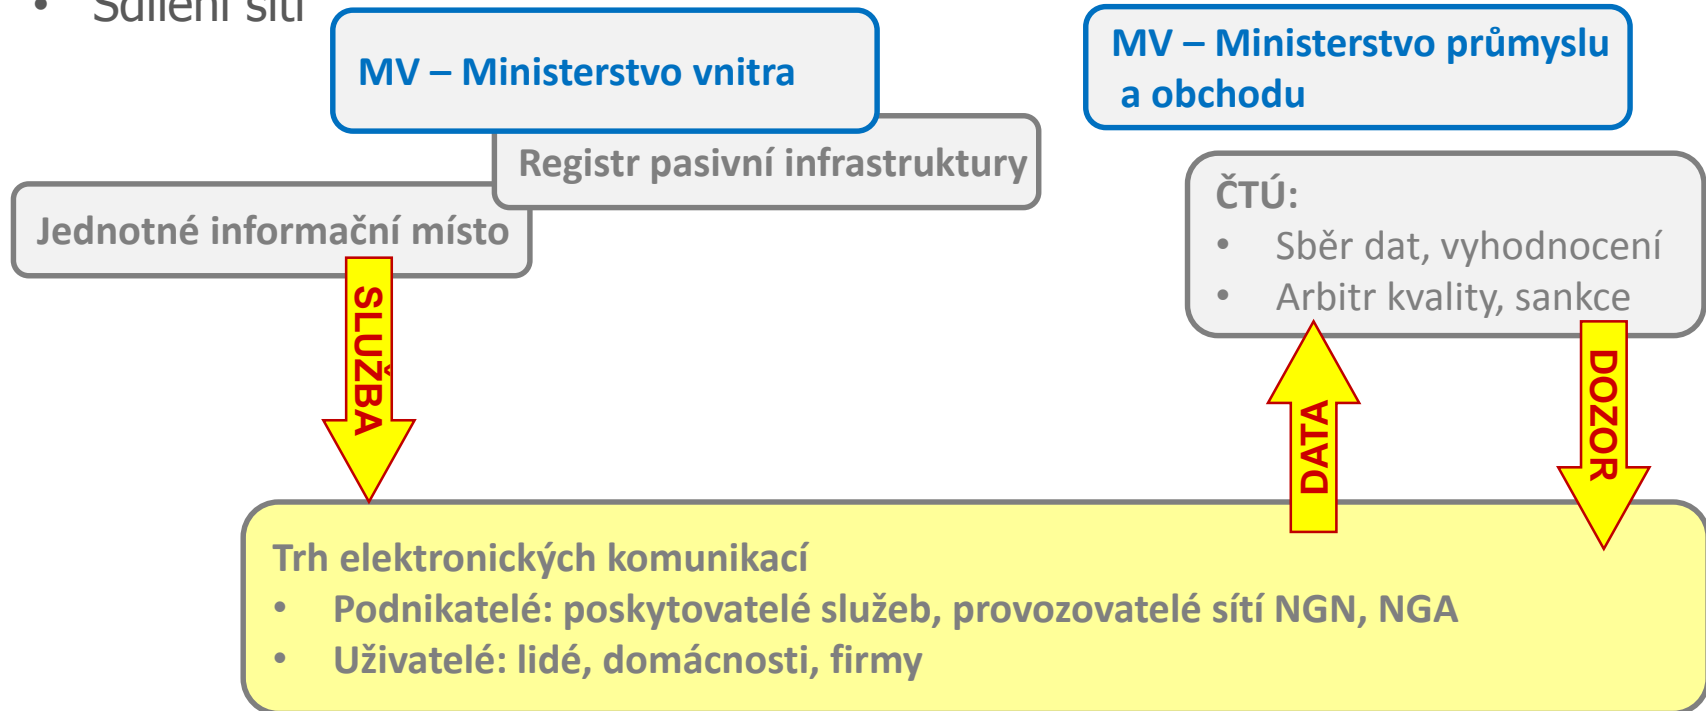 • Sdílení sítí
MV – Ministerstvo vnitra
Registr pasivní infrastruktury
Jednotné informační místo
SLUŽBA
MV – Ministerstvo průmyslu
a obchodu
ČTÚ:
• Sběr dat, vyhodnocení
• Arbitr kvality, sankce
DATA
DOZOR
Trh elektronických komunikací
• Podnikatelé: poskytovatelé služeb, provozovatelé sítí NGN, NGA
• Uživatelé: lidé, domácnosti, firmy